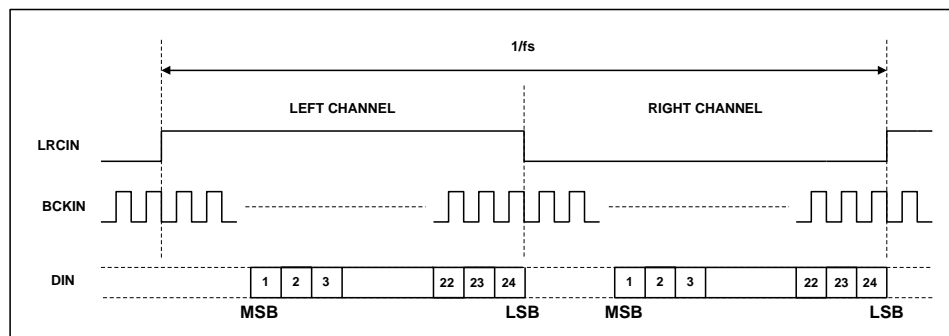 1/fs
LEFT CHANNEL RIGHT CHANNEL
LRCIN
BCKIN
DIN 1 2 3 22 23 24 1 2 3 22 23 24
MSB LSB MSB LSB